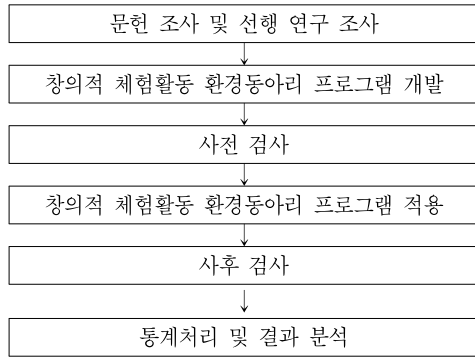 문헌 조사 및 선행 연구 조사
창의적 체험활동 환경동아리 프로그램 개발
사전 검사
창의적 체험활동 환경동아리 프로그램 적용
사후 검사
통계처리 및 결과 분석